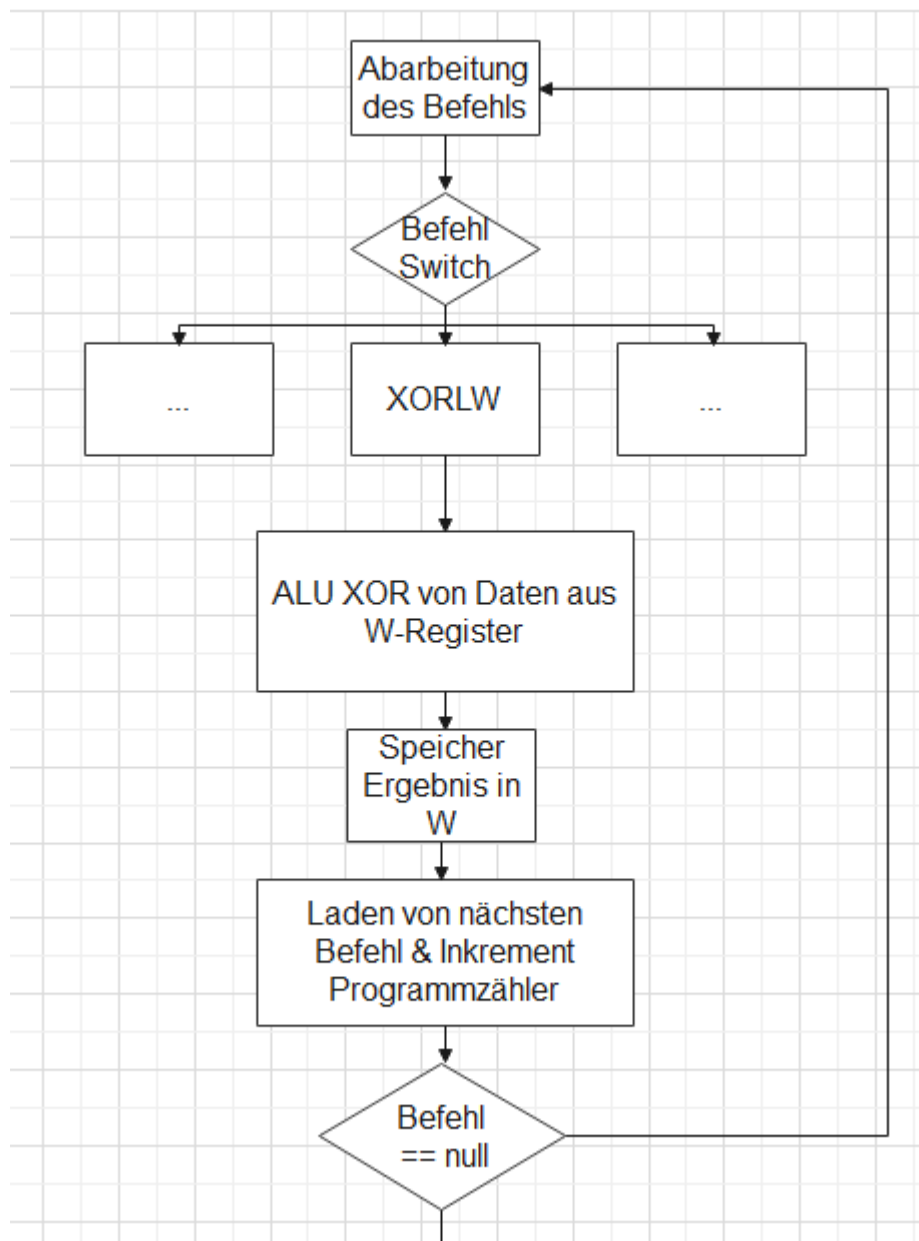 Abarbeitung
des Befehls
Befehl
Switch
...
XORLW
...
ALU XOR von Daten aus
W-Register
Speicher
Ergebnis in
W
Laden von nächsten
Befehl & Inkrement
Programmzähler
Befehl
== null